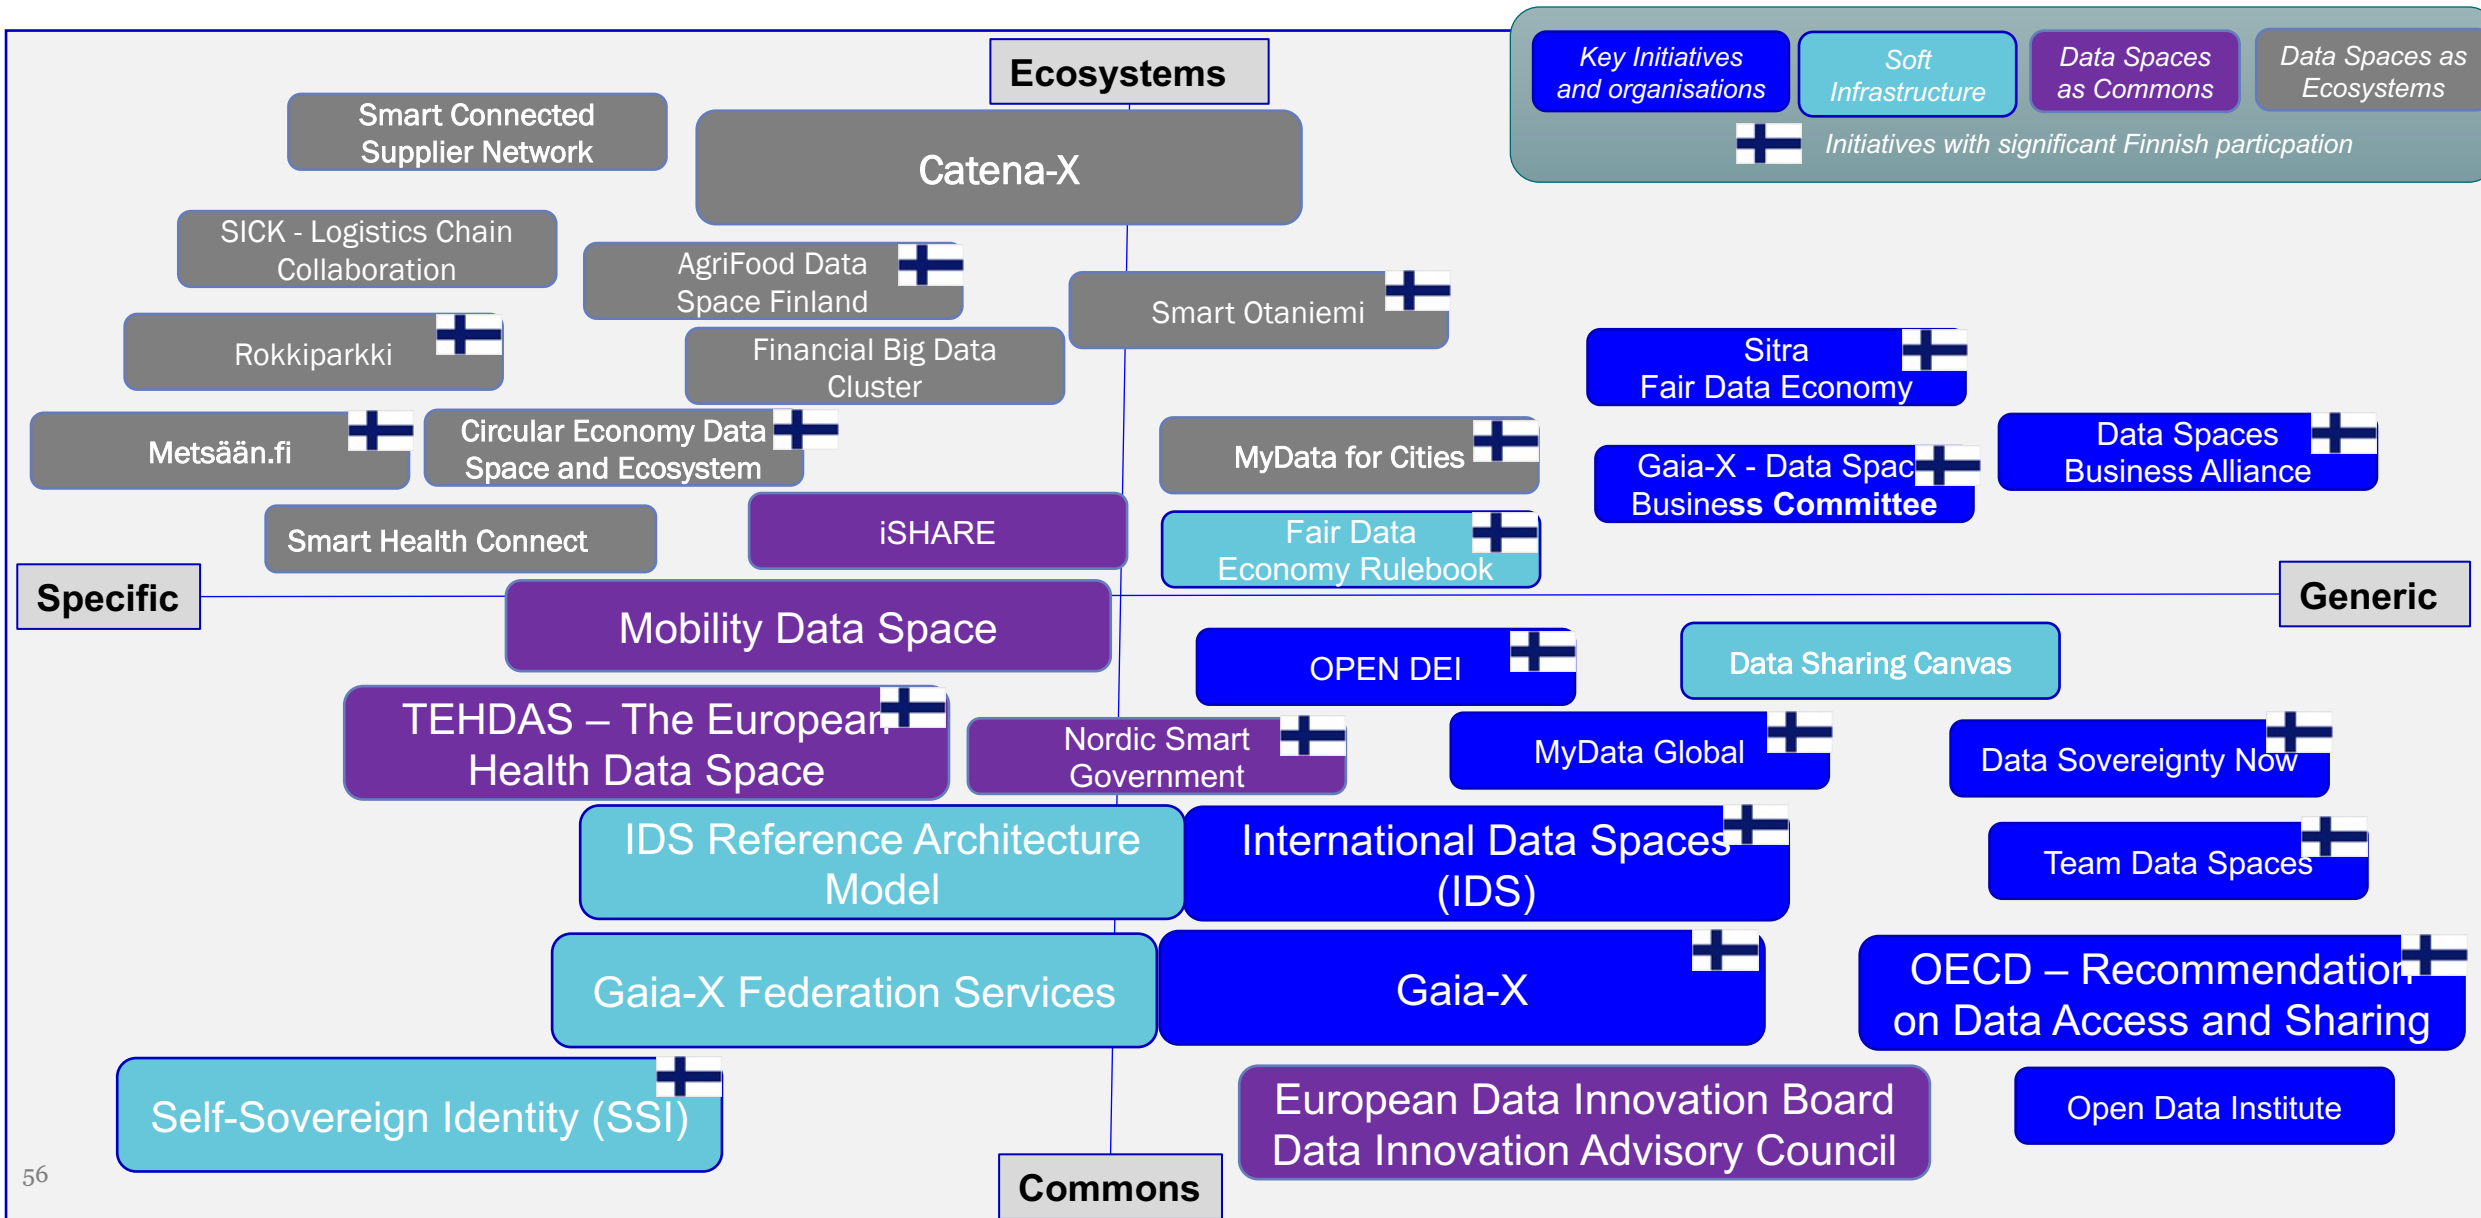 Key Initiatives
and organisations
Soft
Infrastructure
Data Spaces
as Commons
Data Spaces as
Ecosystems
Initiatives with significant Finnish particpation
Ecosystems
Smart Connected
Supplier Network
Catena-X
SICK - Logistics Chain
Collaboration
AgriFood Data
Space Finland
Smart Otaniemi
Rokkiparkki
Financial Big Data
Cluster
Sitra
Fair Data Economy
Metsään.fi
Circular Economy Data
Space and Ecosystem
MyData for Cities
Gaia-X - Data Spac
Business Committee
Data Spaces
Business Alliance
Smart Health Connect
iSHARE
Fair Data
Economy Rulebook
Specific
Generic
Mobility Data Space
OPEN DEI
Data Sharing Canvas
TEHDAS – The European
Health Data Space
Nordic Smart
Government
MyData Global
Data Sovereignty Now
IDS Reference Architecture
Model
International Data Spaces
(IDS)
Team Data Spaces
Gaia-X Federation Services
Gaia-X
OECD – Recommendation
on Data Access and Sharing
Self-Sovereign Identity (SSI)
European Data Innovation Board
Data Innovation Advisory Council
Open Data Institute
56
Commons